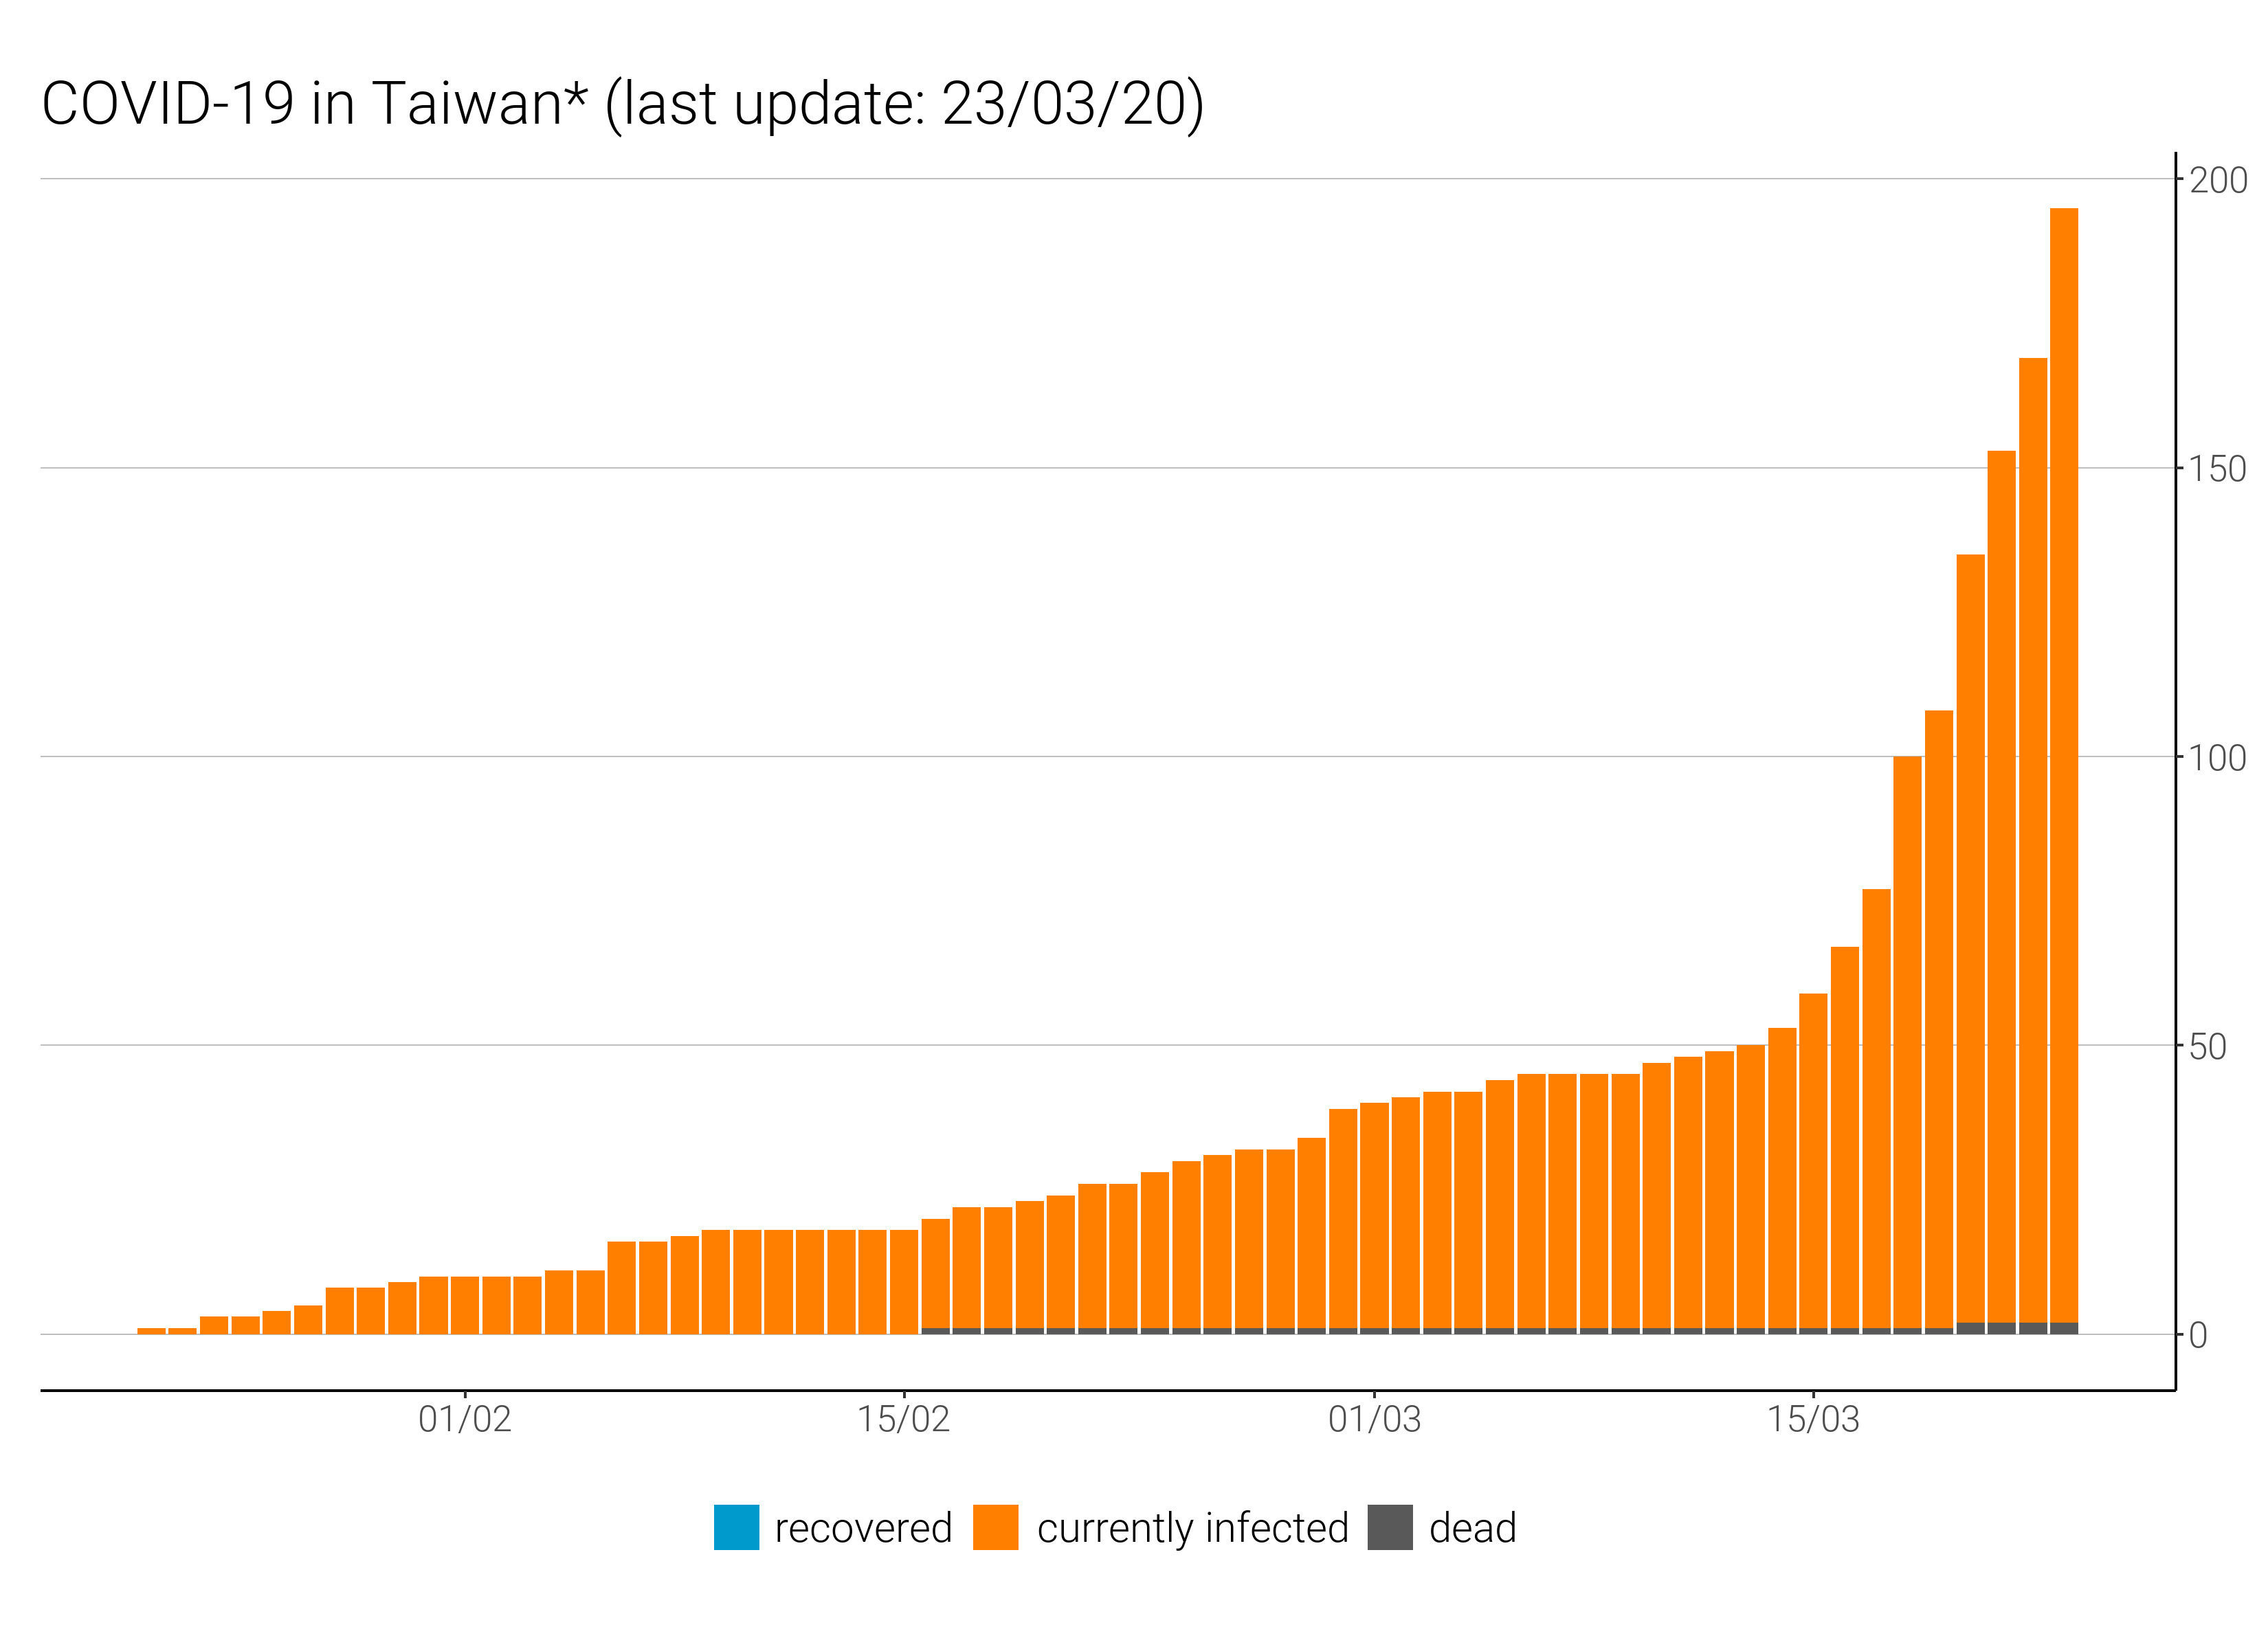 COVID-19 in Taiwan* (last update: 23/03/20)
200
150
100
50
0
01/02 15/02 01/03 15/03
recovered currently infected dead